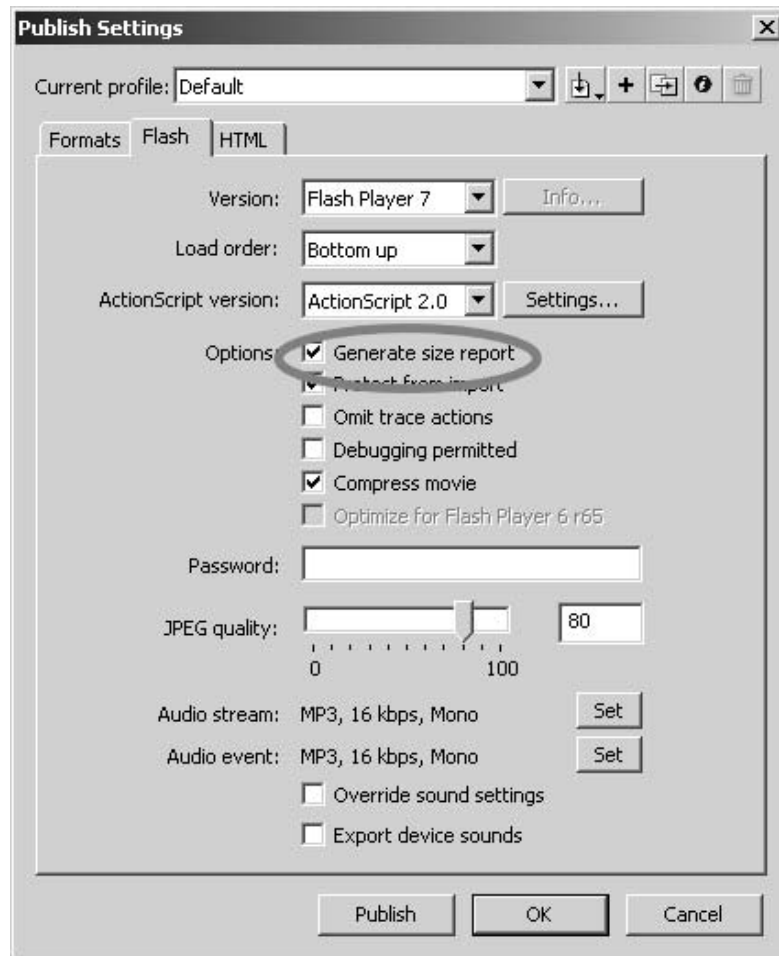 Publish Settings
Current profile: Default
Formats Flash HTML
Version: Flash Player 7 Info...
Load order: Bottom up
ActionScript version: ActionScript 2.0 Settings...
Options: Generate size report
Protect from import
Omit trace actions
Debugging permitted
Compress movie
Optimize for Flash Player 6 r65
Password:
JPEG quality: 80
0 100
Audio stream: MP3, 16 kbps, Mono Set
Audio event: MP3, 16 kbps, Mono Set
Override sound settings
Export device sounds
Publish OK Cancel